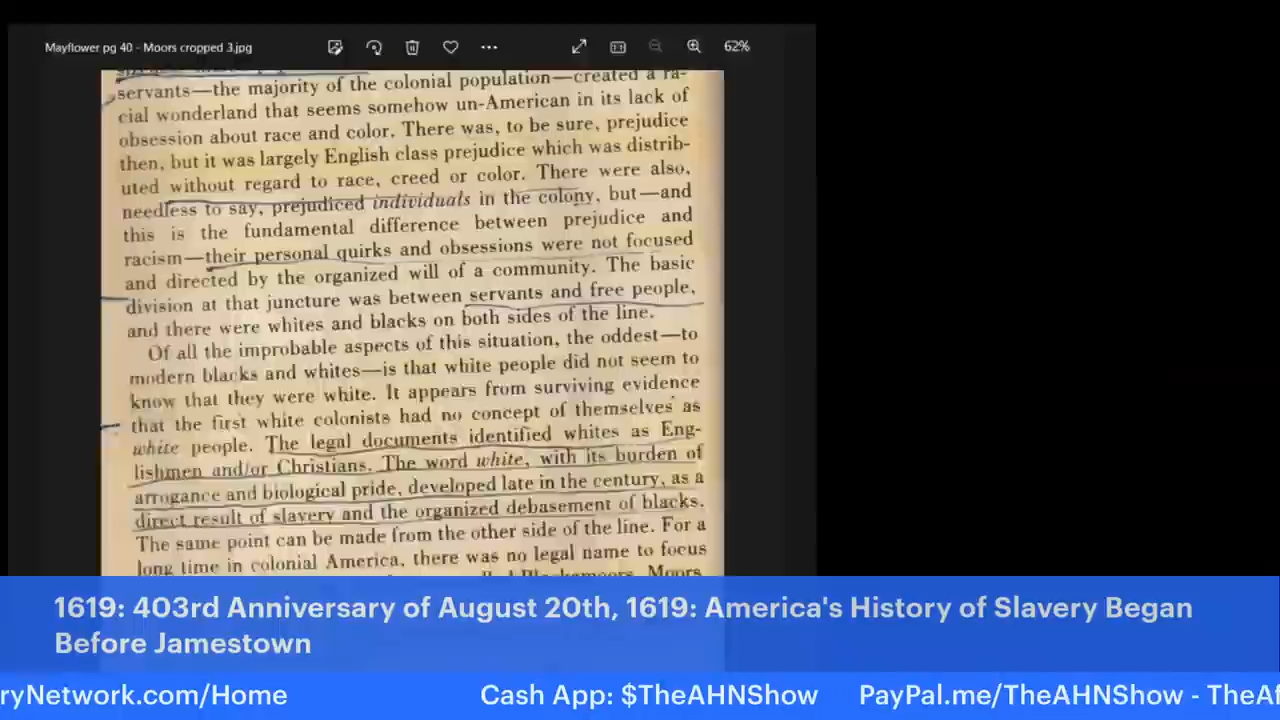 Mayflower pg 40 - Moors cropped 3.jpg
62%
servants—the majority of the colonial population—created a ra-
cial wonderland that seems somehow un-American in its lack of
obsession about race and color. There was, to be sure, prejudice
then, but it was largely English class prejudice which was distrib-
uted without regard to race, creed or color. There were also,
needless to say, prejudiced individuals in the colony, but—and
this is the fundamental difference between prejudice and
racism—their personal quirks and obsessions were not focused
and directed by the organized will of a community. The basic
division at that juncture was between servants and free people,
and there were whites and blacks on both sides of the line.
Of all the improbable aspects of this situation, the oddest—to
modern blacks and whites—is that white people did not seem to
know that they were white. It appears from surviving evidence
that the first white colonists had no concept of themselves as
white people. The legal documents identified whites as Eng-
lishmen and/or Christians. The word white, with its burden of
arrogance and biological pride, developed late in the century, as a
direct result of slavery and the organized debasement of blacks.
The same point can be made from the other side of the line. For a
long time in colonial America, there was no legal name to focus
Blackamoors, Moors
1619: 403rd Anniversary of August 20th, 1619: America's History of Slavery Began
Before Jamestown
ryNetwork.com/Home Cash App: $TheAHNShow PayPal.me/TheAHNShow - TheAf